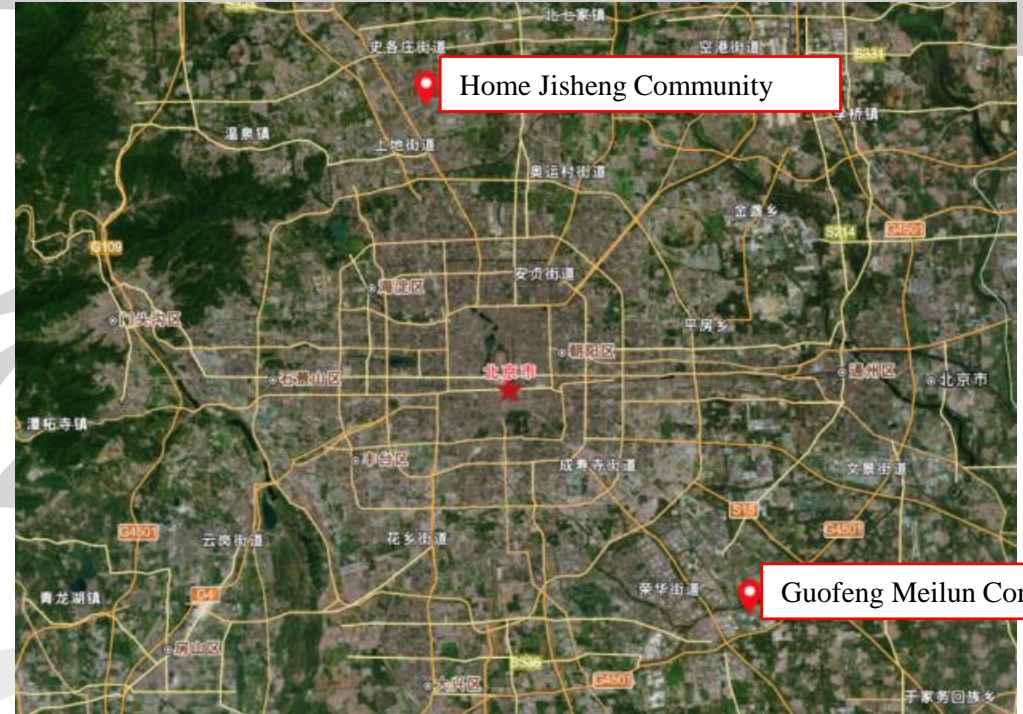 北七家镇
史各庄街道
空港街道
S331
Home Jisheng Community
李桥镇
温泉镇
上地街道
奥运村街道
金盏乡
S214
G4501
G109
安贞街道
海淀区
门头沟区
平房乡
朝阳区
北京市
石景山区
通州区
北京市
潭柘寺镇
丰台区
成寿寺街道
文景街道
S15
G4501
G4501
云岗街道
花乡街道
青龙湖镇
G4
荣华街道
Guofeng Meilun Com
房山区
S336
大兴区
G4501
于家务回族乡